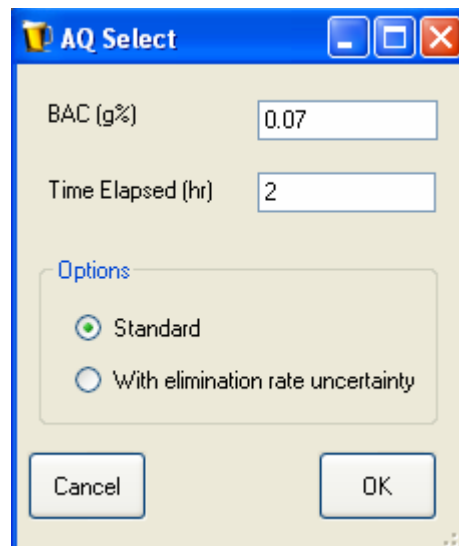 AQ Select
BAC (g%) 0.07
Time Elapsed (hr) 2
Options
Standard
With elimination rate uncertainty
Cancel OK